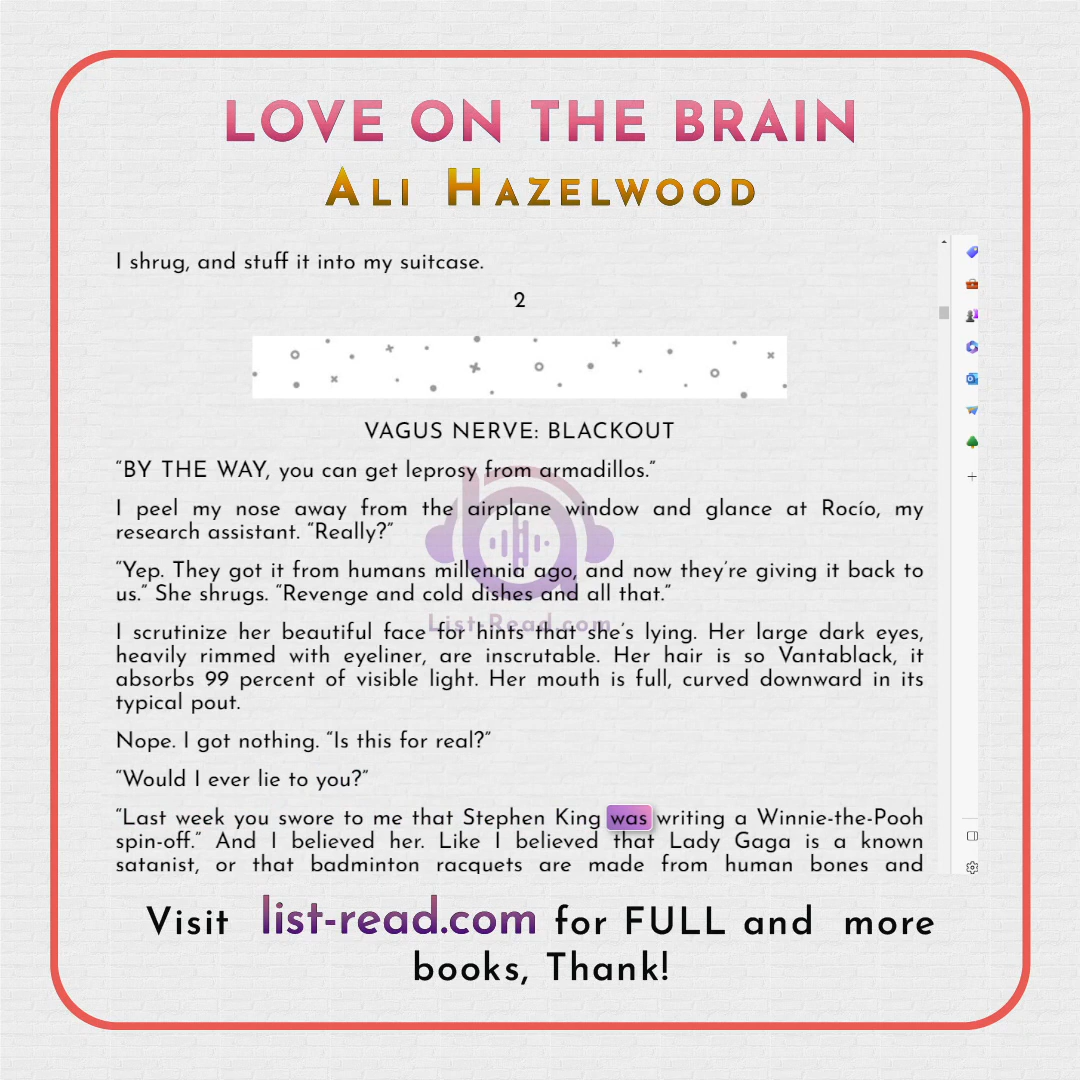 LOVE ON THE BRAIN
ALI HAZELWOOD
I shrug, and stuff it into my suitcase.
2
VAGUS NERVE: BLACKOUT
“BY THE WAY, you can get leprosy from armadillos.”
I peel my nose away from the airplane window and glance at Rocío, my
research assistant. “Really?”
“Yep. They got it from humans millennia ago, and now they’re giving it back to
us.” She shrugs. “Revenge and cold dishes and all that.”
List-Read.com
I scrutinize her beautiful face for hints that she’s lying. Her large dark eyes,
heavily rimmed with eyeliner, are inscrutable. Her hair is so Vantablack, it
absorbs 99 percent of visible light. Her mouth is full, curved downward in its
typical pout.
Nope. I got nothing. “Is this for real?”
“Would I ever lie to you?”
“Last week you swore to me that Stephen King was writing a Winnie-the-Pooh
spin-off.” And I believed her. Like I believed that Lady Gaga is a known
satanist, or that badminton racquets are made from human bones and
Visit list-read.com for FULL and more
books, Thank!